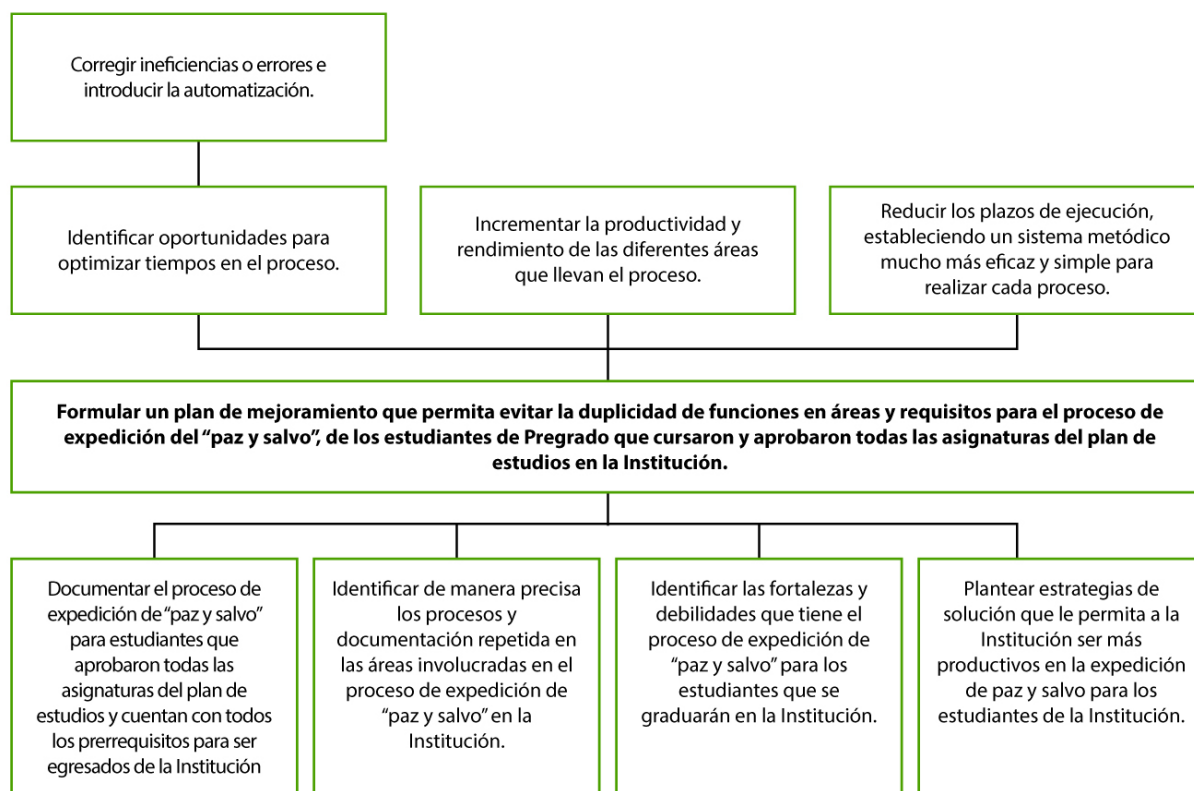 Corregir ineficiencias o errores e
introducir la automatización.
Identificar oportunidades para
optimizar tiempos en el proceso.
Incrementar la productividad y
rendimiento de las diferentes áreas
que llevan el proceso.
Reducir los plazos de ejecución,
estableciendo un sistema metódico
mucho más eficaz y simple para
realizar cada proceso.
Formular un plan de mejoramiento que permita evitar la duplicidad de funciones en áreas y requisitos para el proceso de
expedición del “paz y salvo”, de los estudiantes de Pregrado que cursaron y aprobaron todas las asignaturas del plan de
estudios en la Institución.
Documentar el proceso de
expedición de “paz y salvo”
para estudiantes que
aprobaron todas las
asignaturas del plan de
estudios y cuentan con todos
los prerrequisitos para ser
egresados de la Institución
Identificar de manera precisa
los procesos y
documentación repetida en
las áreas involucradas en el
proceso de expedición de
“paz y salvo” en la
Institución.
Identificar las fortalezas y
debilidades que tiene el
proceso de expedición de
“paz y salvo” para los
estudiantes que se
graduarán en la Institución.
Plantear estrategias de
solución que le permita a la
Institución ser más
productivos en la expedición
de paz y salvo para los
estudiantes de la Institución.